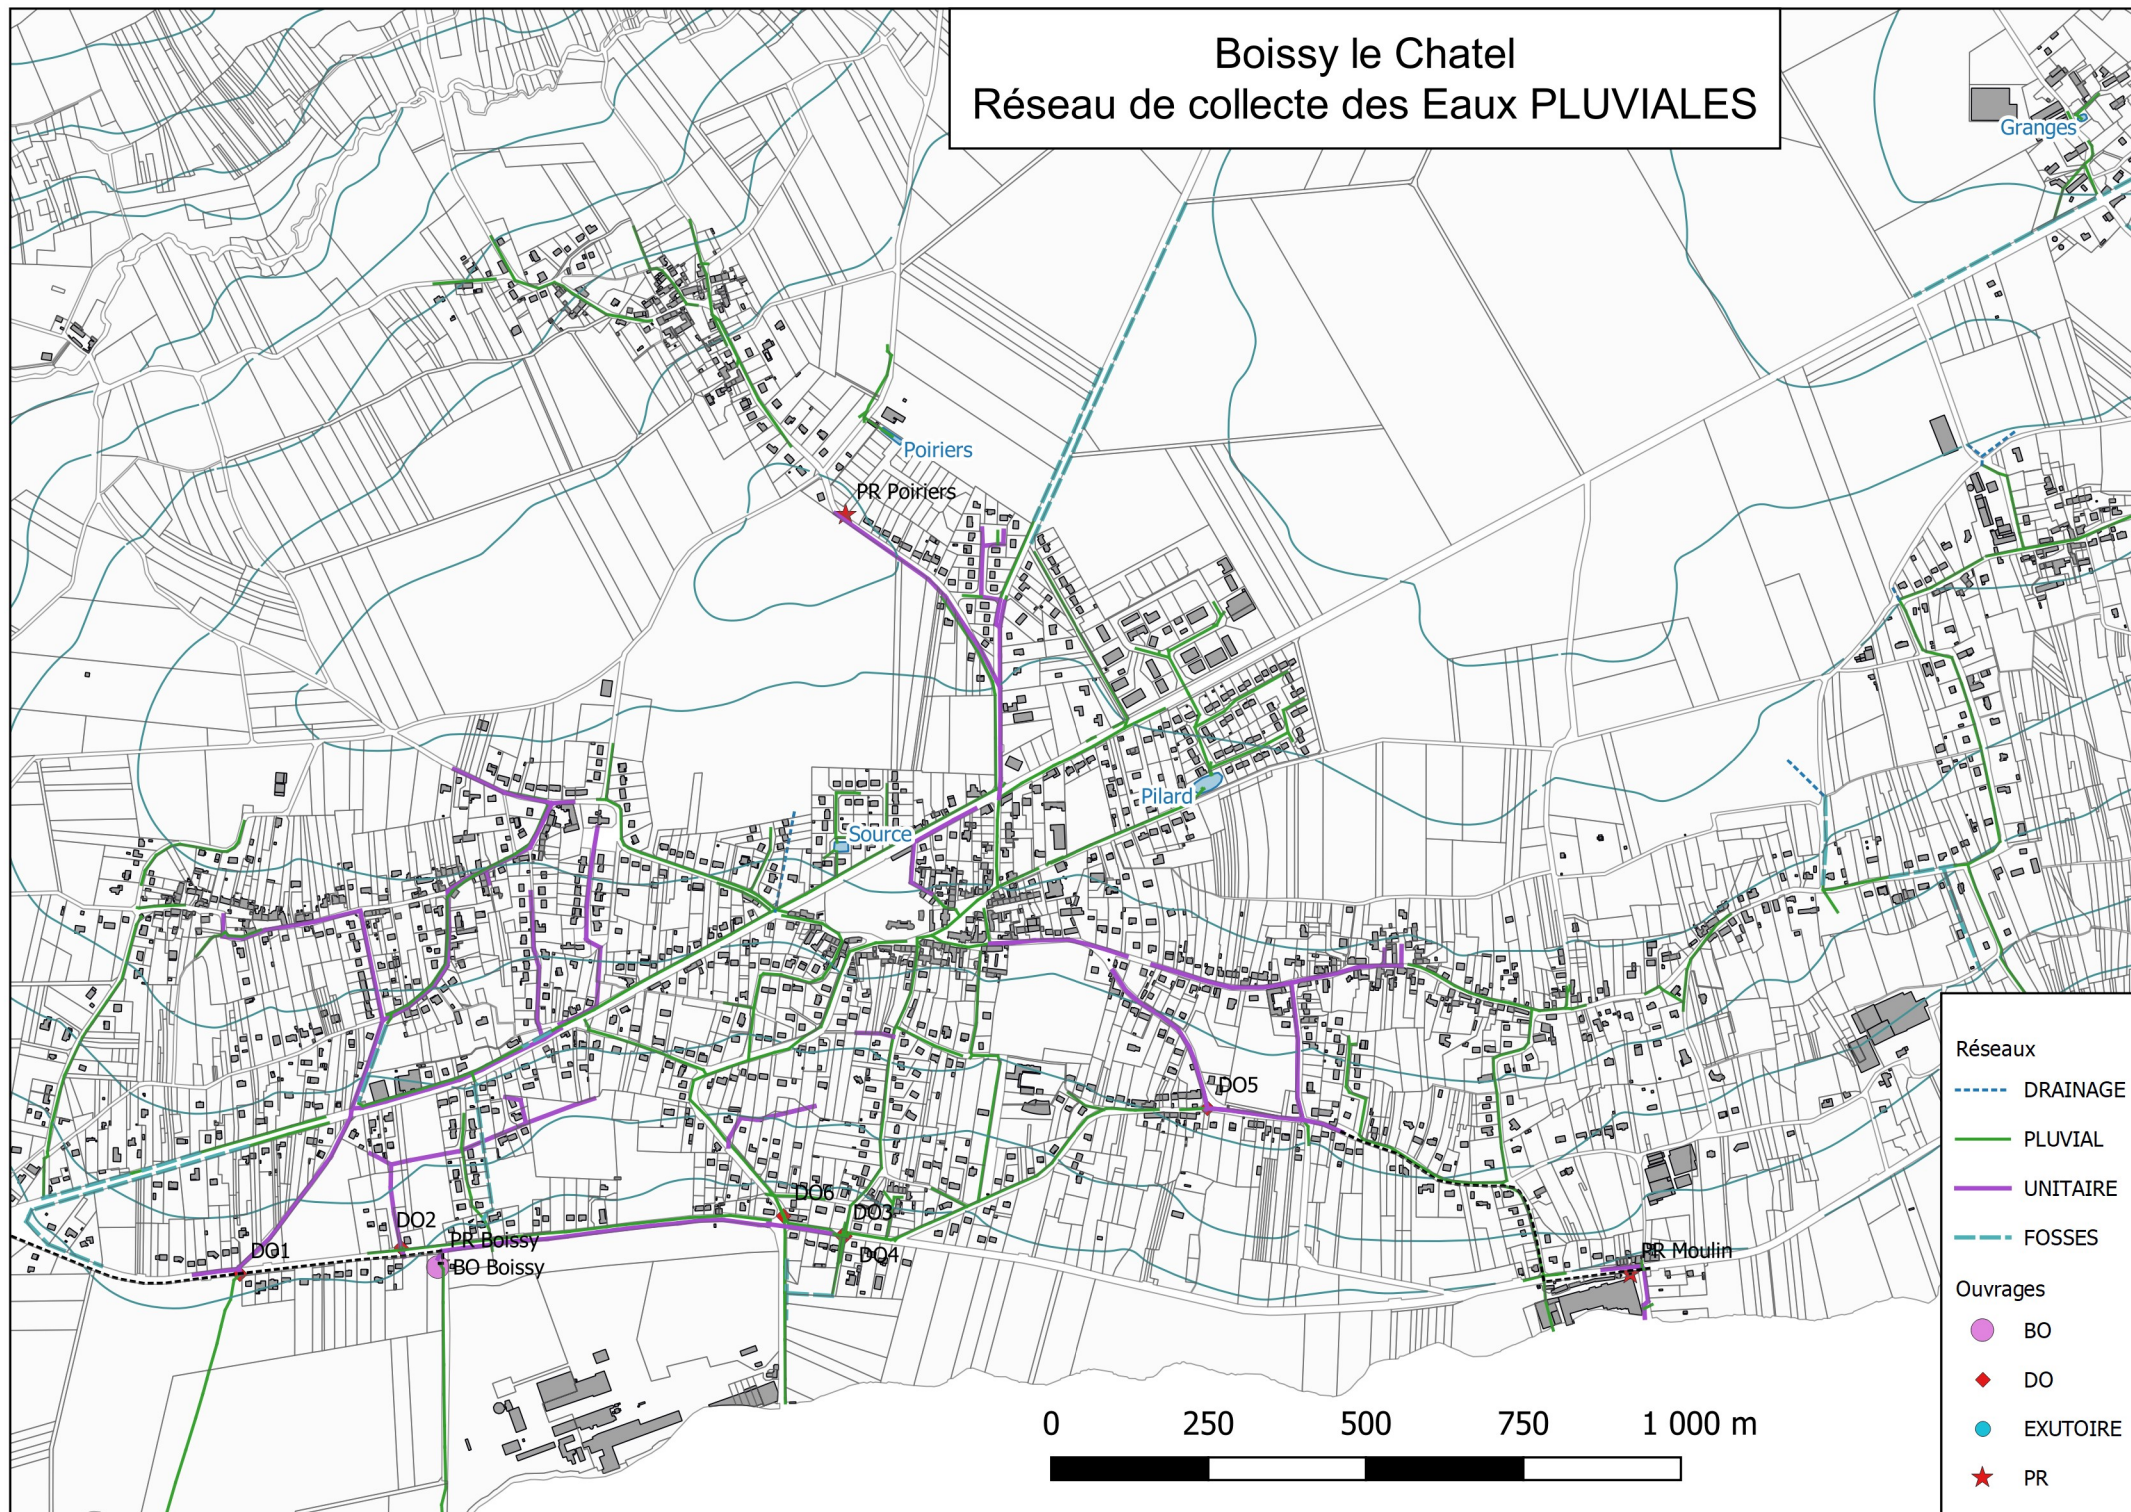 Boissy le Chatel
Réseau de collecte des Eaux PLUVIALES
Granges
Poiriers
PR Poiriers
Pilard
Source
DO5
DO6
DO3
DO2
PR Boissy
DO1
DO4
BO Boissy
PR Moulin
Réseaux
DRAINAGE
PLUVIAL
UNITAIRE
FOSSES
Ouvrages
BO
DO
EXUTOIRE
PR
0 250 500 750 1 000 m